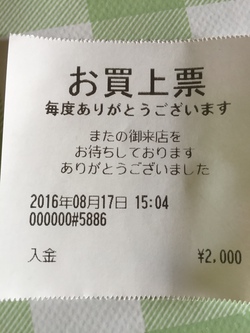 お買上票
毎度ありがとうございます
またの御来店を
お待ちしております
ありがとうございました
2016年08月17日 15:04
000000#5886
入金 ¥2,000